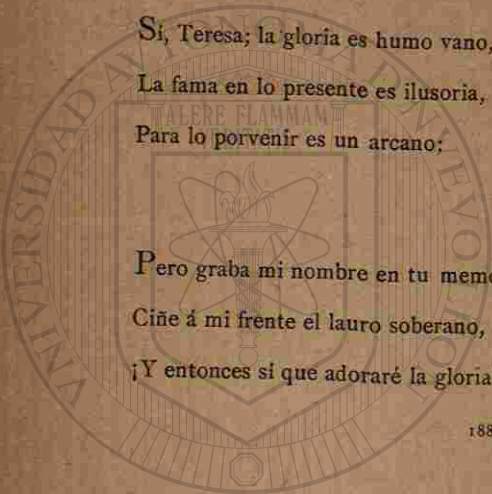 Sí, Teresa; la gloria es humo vano,
La fama en lo presente es ilusoria,
Para lo porvenir es un arcano;
Pero graba mi nombre en tu
Ciñe á mi frente el lauro soberano,
¡Y entonces sí que adoraré la gloria
188
ALERE FLAMMAM